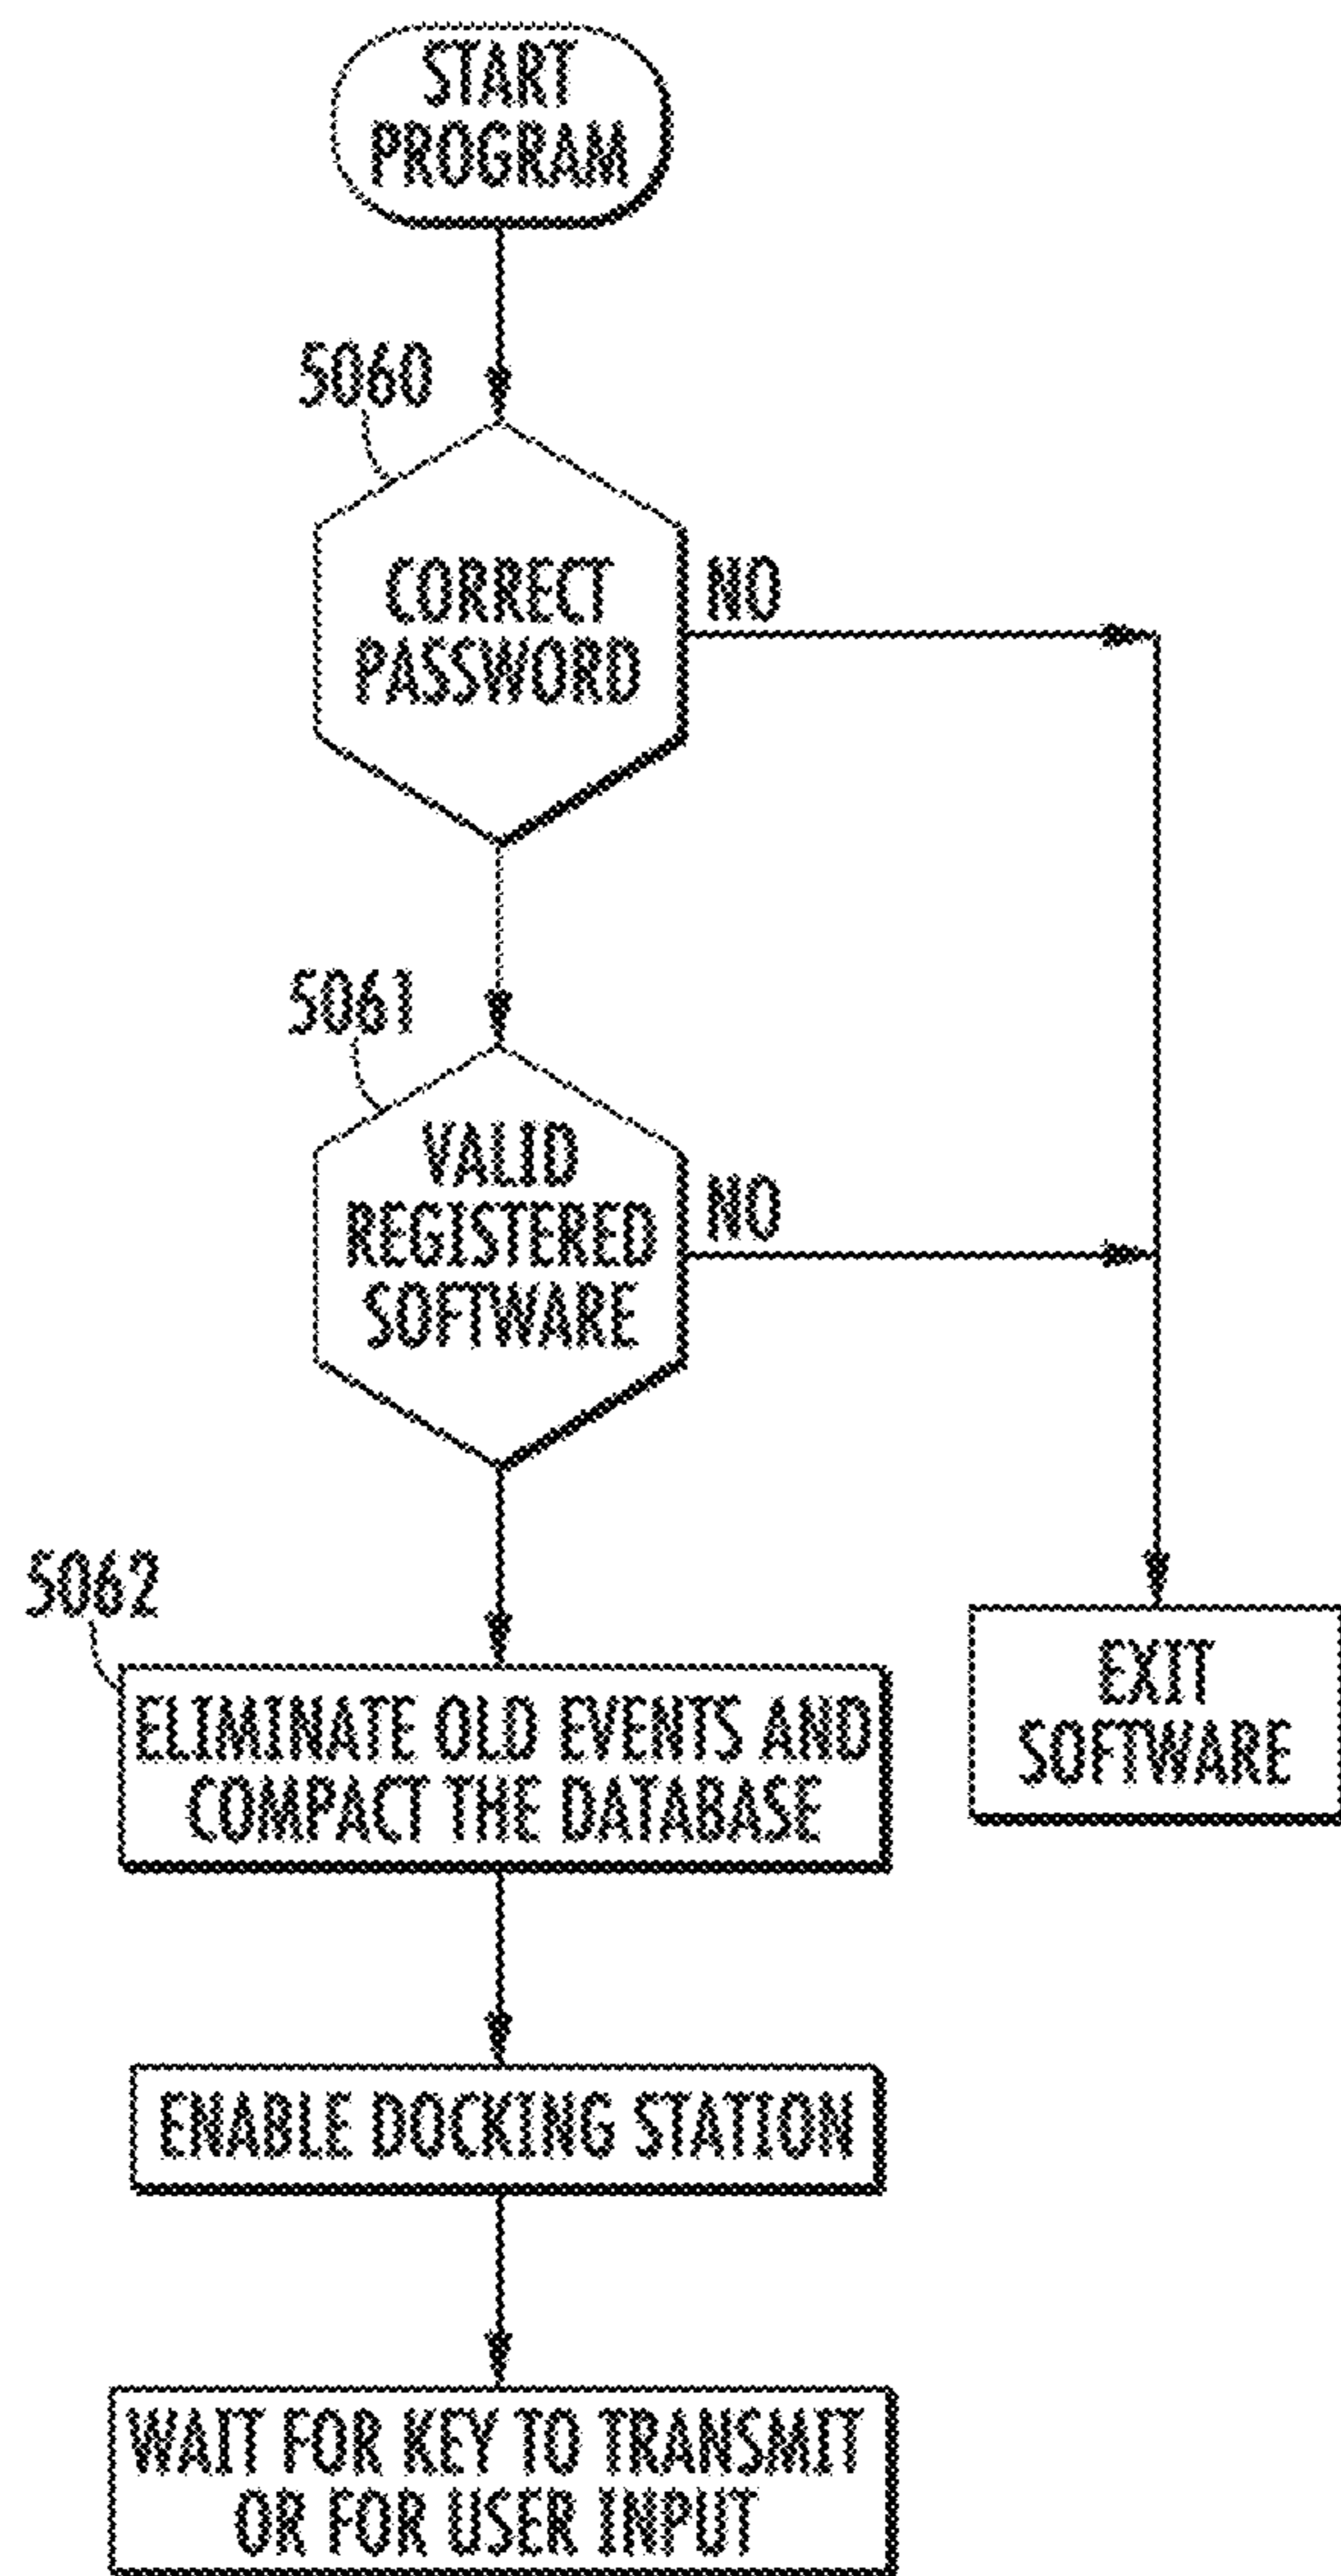 START
PROGRAM
5060
CORRECT
PASSWORD
NO
5061
VALID
REGISTERED
SOFTWARE
NO
5062
ELIMINATE OLD EVENTS AND
COMPACT THE DATABASE
EXIT
SOFTWARE
ENABLE DOCKING STATION
WAIT FOR KEY TO TRANSMIT
OR FOR USER INPUT